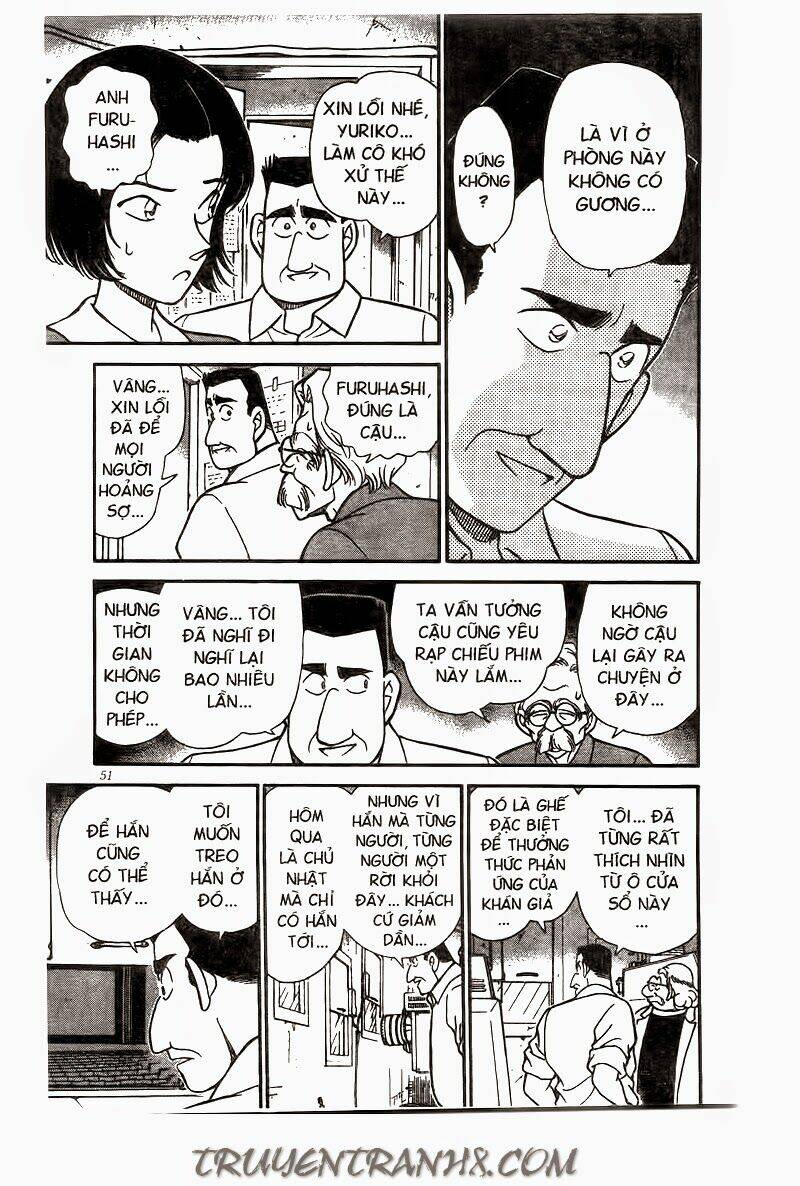 LÀ VÌ Ở
PHÒNG NÀY
KHÔNG CÓ
GƯƠNG...
ĐÚNG
KHÔNG
?
XIN LỖI NHÉ,
YURIKO...
LÀM CÔ KHÓ
XỬ THẾ
NÀY...
ANH
FURU-
HASHI
...
FURUHASHI,
ĐÚNG LÀ
CẬU...
VÂNG...
XIN LỖI
ĐÃ ĐỂ
MỌI
NGƯỜI
HOẢNG
SỢ...
KHÔNG
NGỜ CẬU
LẠI GÂY RA
CHUYỆN Ở
ĐÂY...
TA VẪN TƯỞNG
CẬU CŨNG YÊU
RẠP CHIẾU PHIM
NÀY LẮM...
VÂNG... TÔI
ĐÃ NGHĨ ĐI
NGHĨ LẠI
BAO NHIÊU
LẦN...
NHƯNG
THỜI
GIAN
KHÔNG
CHO
PHÉP...
51
TÔI... ĐÃ
TỪNG RẤT
THÍCH NHÌN
TỪ Ô CỬA
SỔ NÀY
...
ĐÓ LÀ GHẾ
ĐẶC BIỆT
ĐỂ THƯỞNG
THỨC PHẢN
ỨNG CỦA
KHÁN GIẢ
...
NHƯNG VÌ
HẮN MÀ TỪNG
NGƯỜI, TỪNG
NGƯỜI MỘT
RỜI KHỎI
ĐÂY... KHÁCH
CỨ GIẢM
DẦN...
HÔM
QUA
LÀ CHỦ
NHẬT
MÀ CHỈ
CÓ HẮN
TỚI...
TÔI
MUỐN
TREO
HẮN Ở
ĐÓ...
ĐỂ HẮN
CŨNG
CÓ THỂ
THẤY...
TRUYENTRANH8.COM